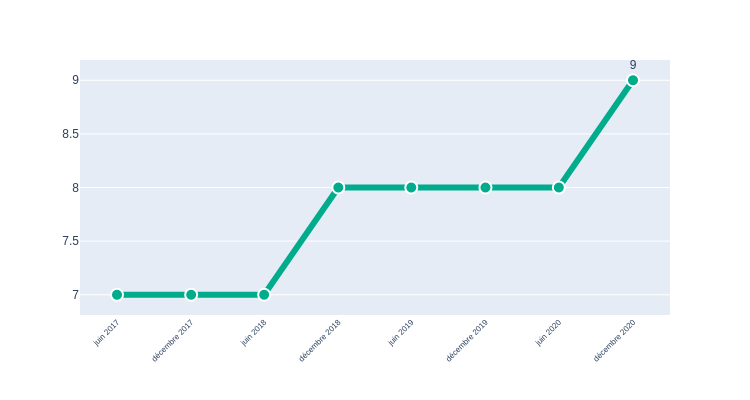 9
9
8.5
8
7.5
7
juin 2017
décembre 2017
juin 2018
décembre 2018
juin 2019
décembre 2019
juin 2020
décembre 2020